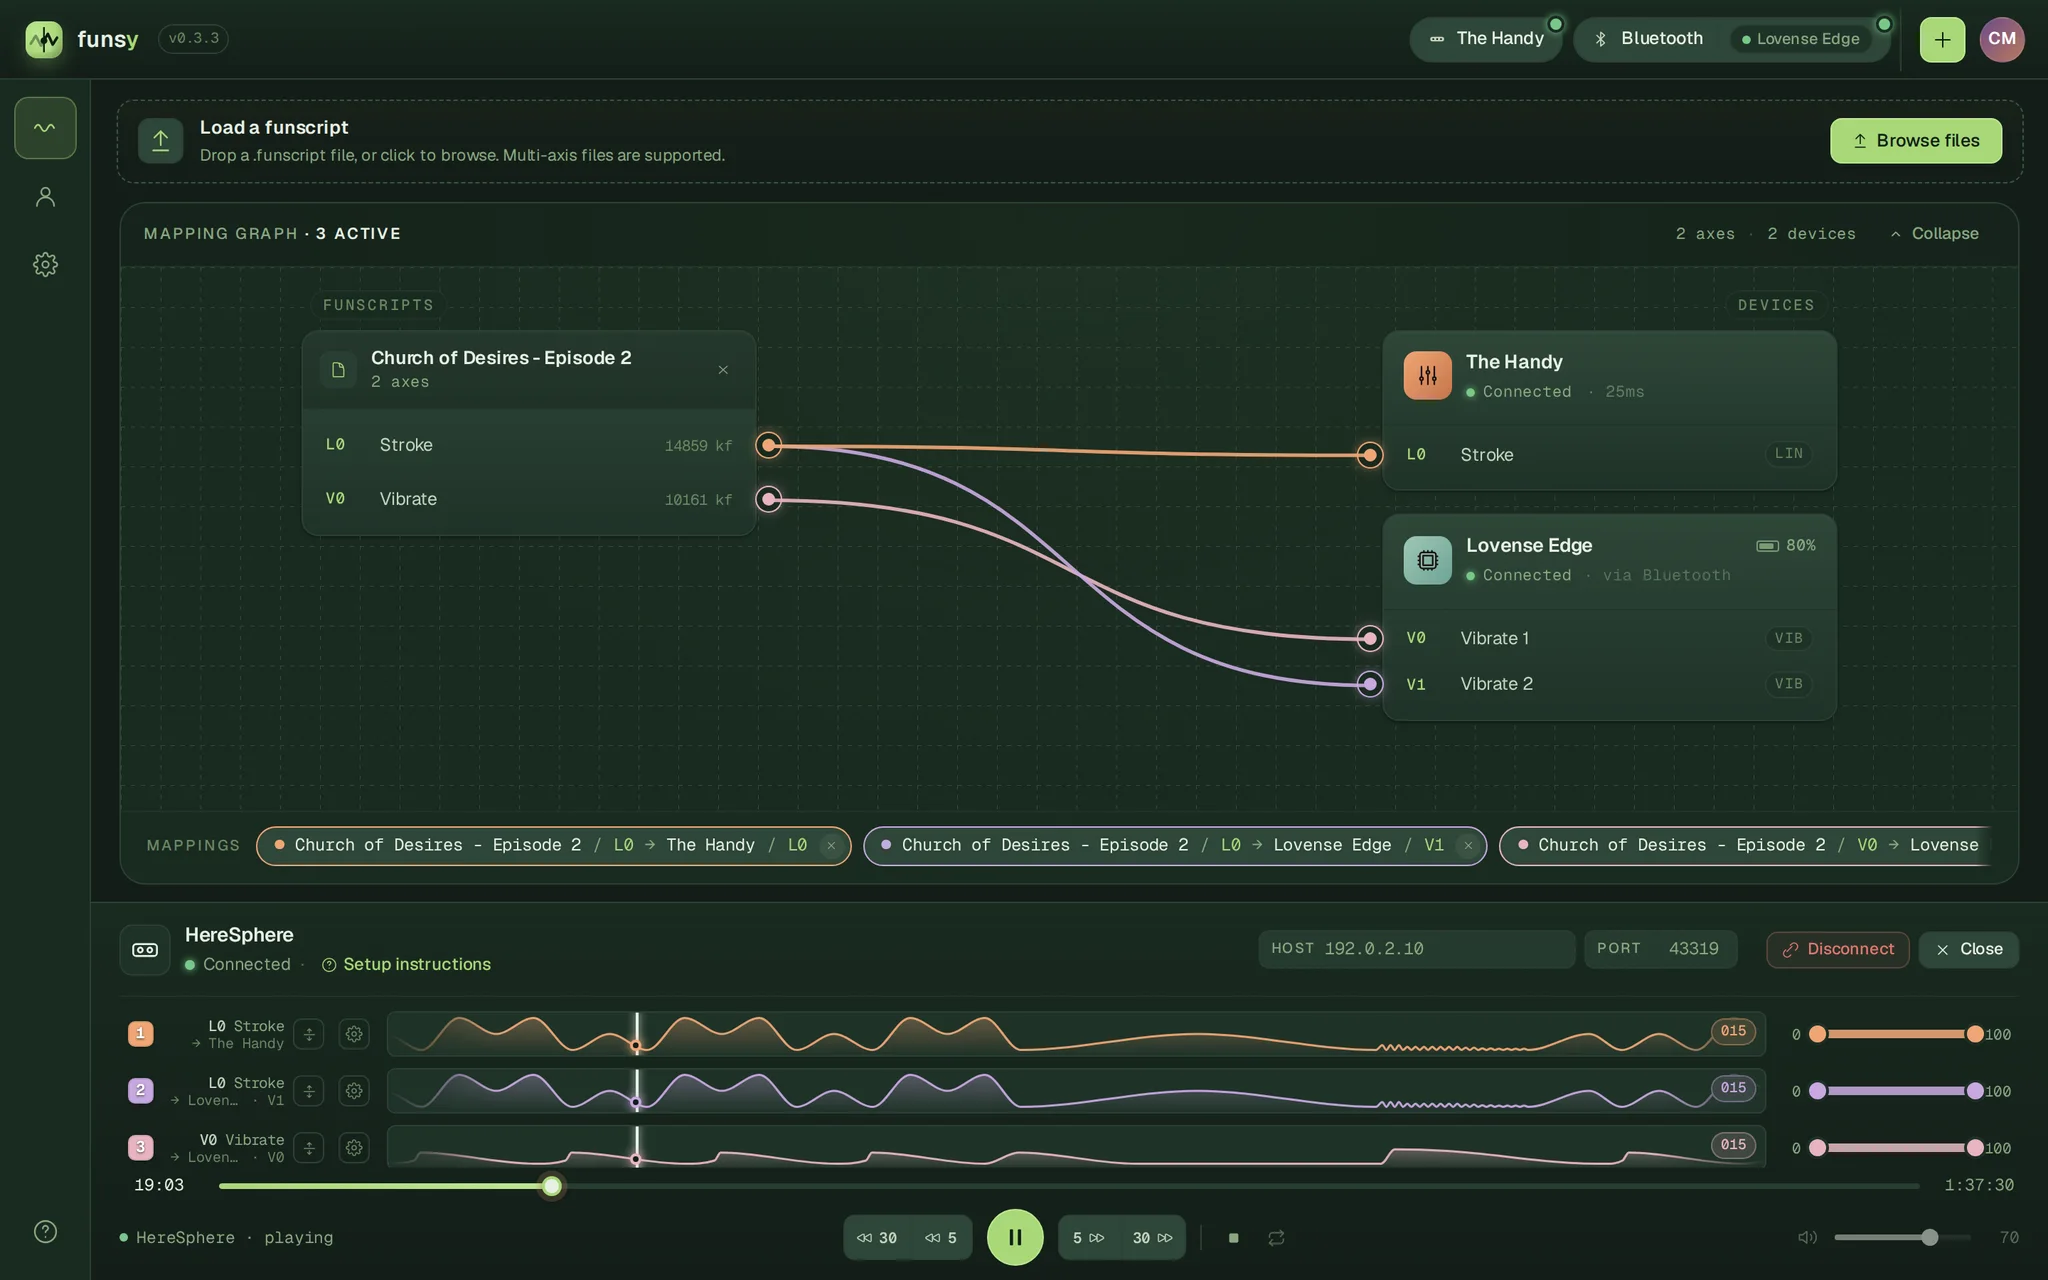 funsy v0.3.3
The Handy
Bluetooth
Lovense Edge
CM
Load a funscript
Drop a .funscript file, or click to browse. Multi-axis files are supported.
Browse files
MAPPING GRAPH · 3 ACTIVE
2 axes · 2 devices
Collapse
FUNSCRIPTS
DEVICES
Church of Desires - Episode 2
2 axes
L0 Stroke 14859 kf
V0 Vibrate 10161 kf
The Handy
Connected · 25ms
L0 Stroke LIN
Lovense Edge 80%
Connected · via Bluetooth
V0 Vibrate 1 VIB
V1 Vibrate 2 VIB
MAPPINGS
Church of Desires - Episode 2 / L0 → The Handy / L0 ×
Church of Desires - Episode 2 / L0 → Lovense Edge / V1 ×
Church of Desires - Episode 2 / V0 → Lovense
HereSphere
Connected · Setup instructions
HOST 192.0.2.10
PORT 43319
Disconnect
Close
1 L0 Stroke
→ The Handy
015
0 100
2 L0 Stroke
→ Loven… · V1
015
0 100
3 V0 Vibrate
→ Loven… · V0
015
0 100
19:03
1:37:30
HereSphere · playing
30
5
5
30
70